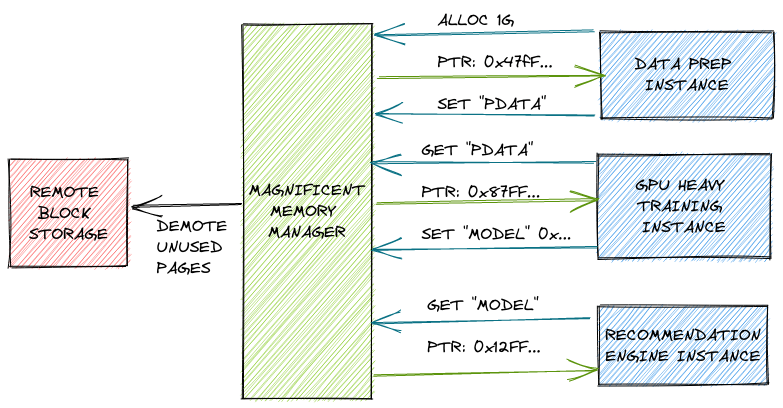 REMOTE
BLOCK
STORAGE
DEMOTE
UNUSED
PAGES
MAGNIFICENT
MEMORY
MANAGER
ALLOC 1G
PTR: 0x47fF...
SET "PDATA"
GET "PDATA"
PTR: 0x87FF...
SET "MODEL" 0x...
GET "MODEL"
PTR: 0x12FF...
DATA PREP
INSTANCE
GPU HEAVY
TRAINING
INSTANCE
RECOMMENDATION
ENGINE INSTANCE